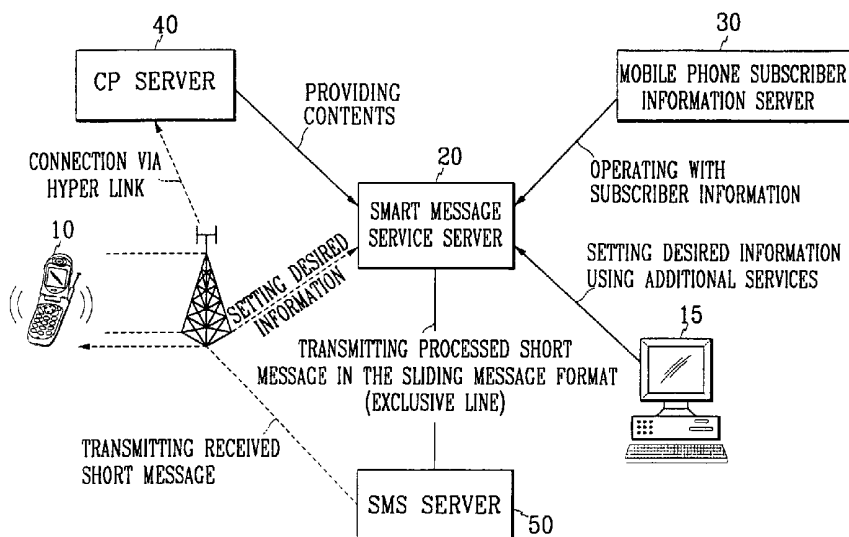 40
CP SERVER
30
MOBILE PHONE SUBSCRIBER
INFORMATION SERVER
PROVIDING
CONTENTS
CONNECTION VIA
HYPER LINK
20
SMART MESSAGE
SERVICE SERVER
OPERATING WITH
SUBSCRIBER INFORMATION
10
SETTING DESIRED
INFORMATION
SETTING DESIRED INFORMATION
USING ADDITIONAL SERVICES
15
TRANSMITTING PROCESSED SHORT
MESSAGE IN THE SLIDING MESSAGE FORMAT
(EXCLUSIVE LINE)
TRANSMITTING RECEIVED
SHORT MESSAGE
SMS SERVER
50